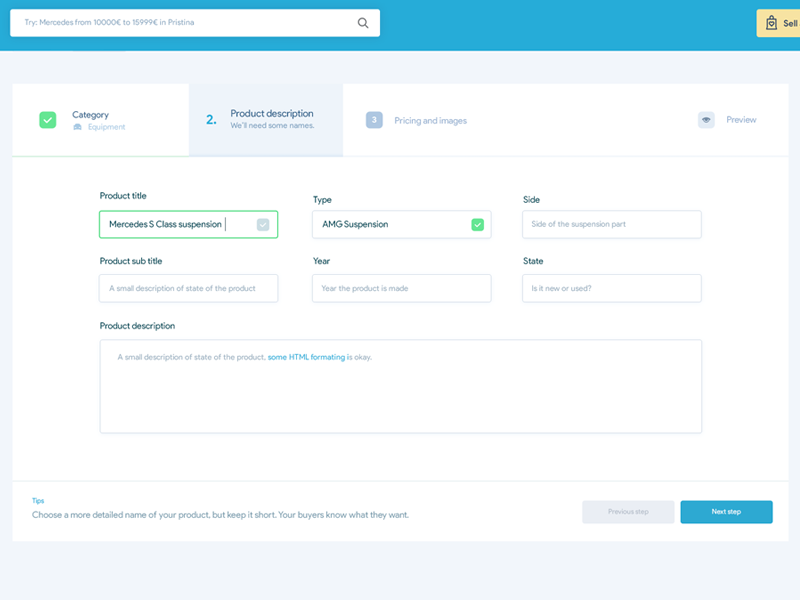 Try: Mercedes from 10000€ to 15999€ in Pristina
Sell
Category
Equipment
2.
Product description
We'll need some names.
3
Pricing and images
Preview
Product title
Type
Side
Mercedes S Class suspension
AMG Suspension
Side of the suspension part
Product sub title
Year
State
A small description of state of the product
Year the product is made
Is it new or used?
Product description
A small description of state of the product, some HTML formating is okay.
Tips
Choose a more detailed name of your product, but keep it short. Your buyers know what they want.
Previous step
Next step